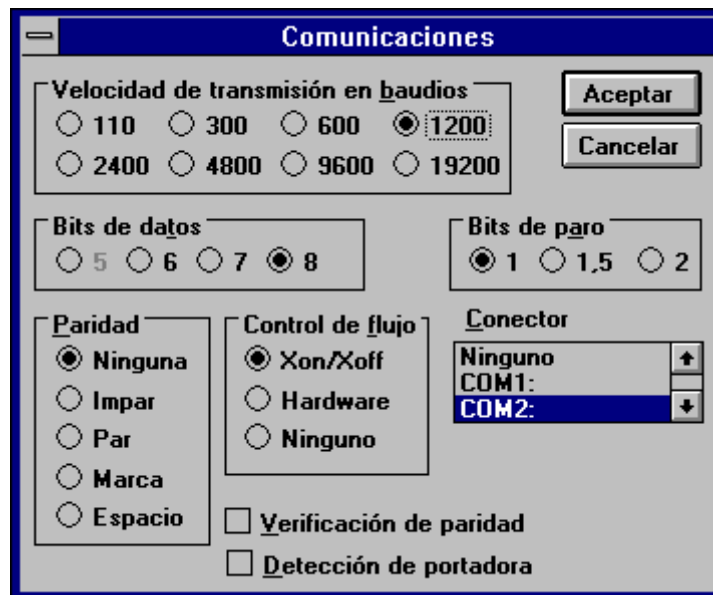 Comunicaciones
Velocidad de transmisión en baudios
110 300 600 1200
2400 4800 9600 19200
Aceptar
Cancelar
Bits de datos
5 6 7 8
Bits de paro
1 1,5 2
Paridad
Ninguna
Impar
Par
Marca
Espacio
Control de flujo
Xon/Xoff
Hardware
Ninguno
Conector
Ninguno
COM1:
COM2:
Verificación de paridad
Detección de portadora